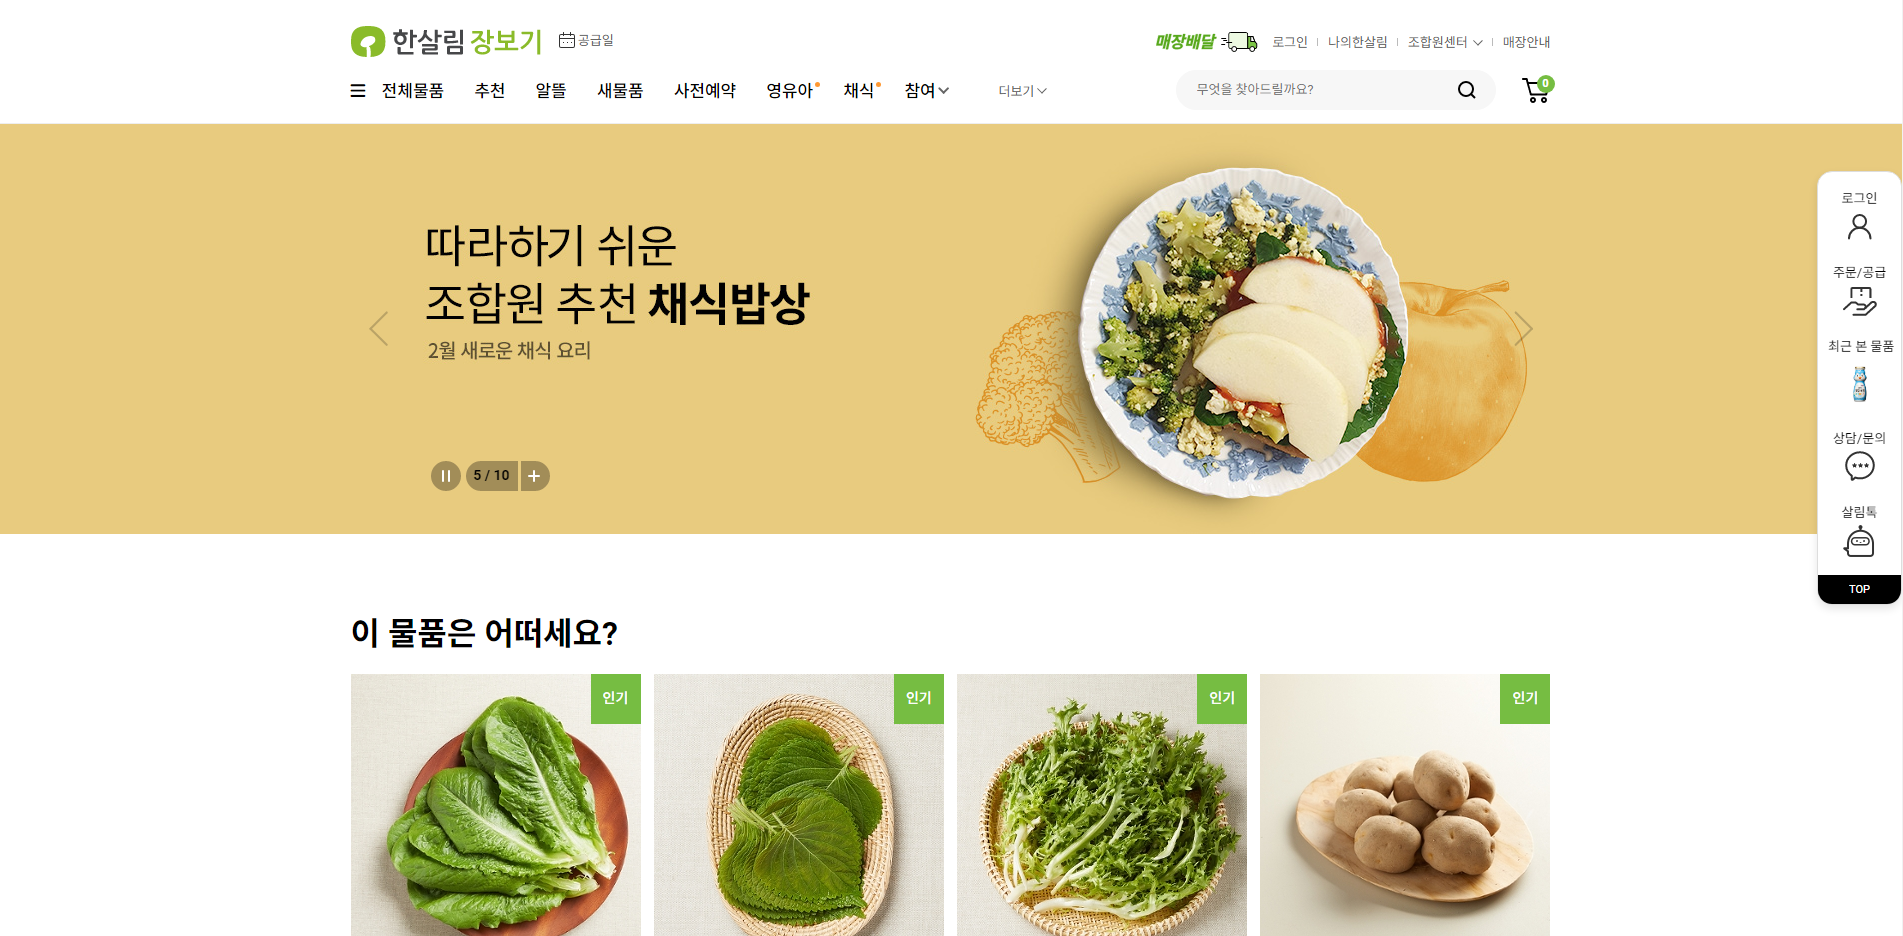 한살림 장보기 공급일
매장배달 로그인 나의한살림 조합원센터 매장안내
전체물품 추천 알뜰 새물품 사전예약 영유아 채식 참여 더보기 무엇을 찾아드릴까요? 0
따라하기 쉬운
조합원 추천 채식밥상
2월 새로운 채식 요리
5 / 10
로그인
주문/공급
최근 본 물품
상담/문의
살림톡
TOP
이 물품은 어떠세요?
인기 인기 인기 인기